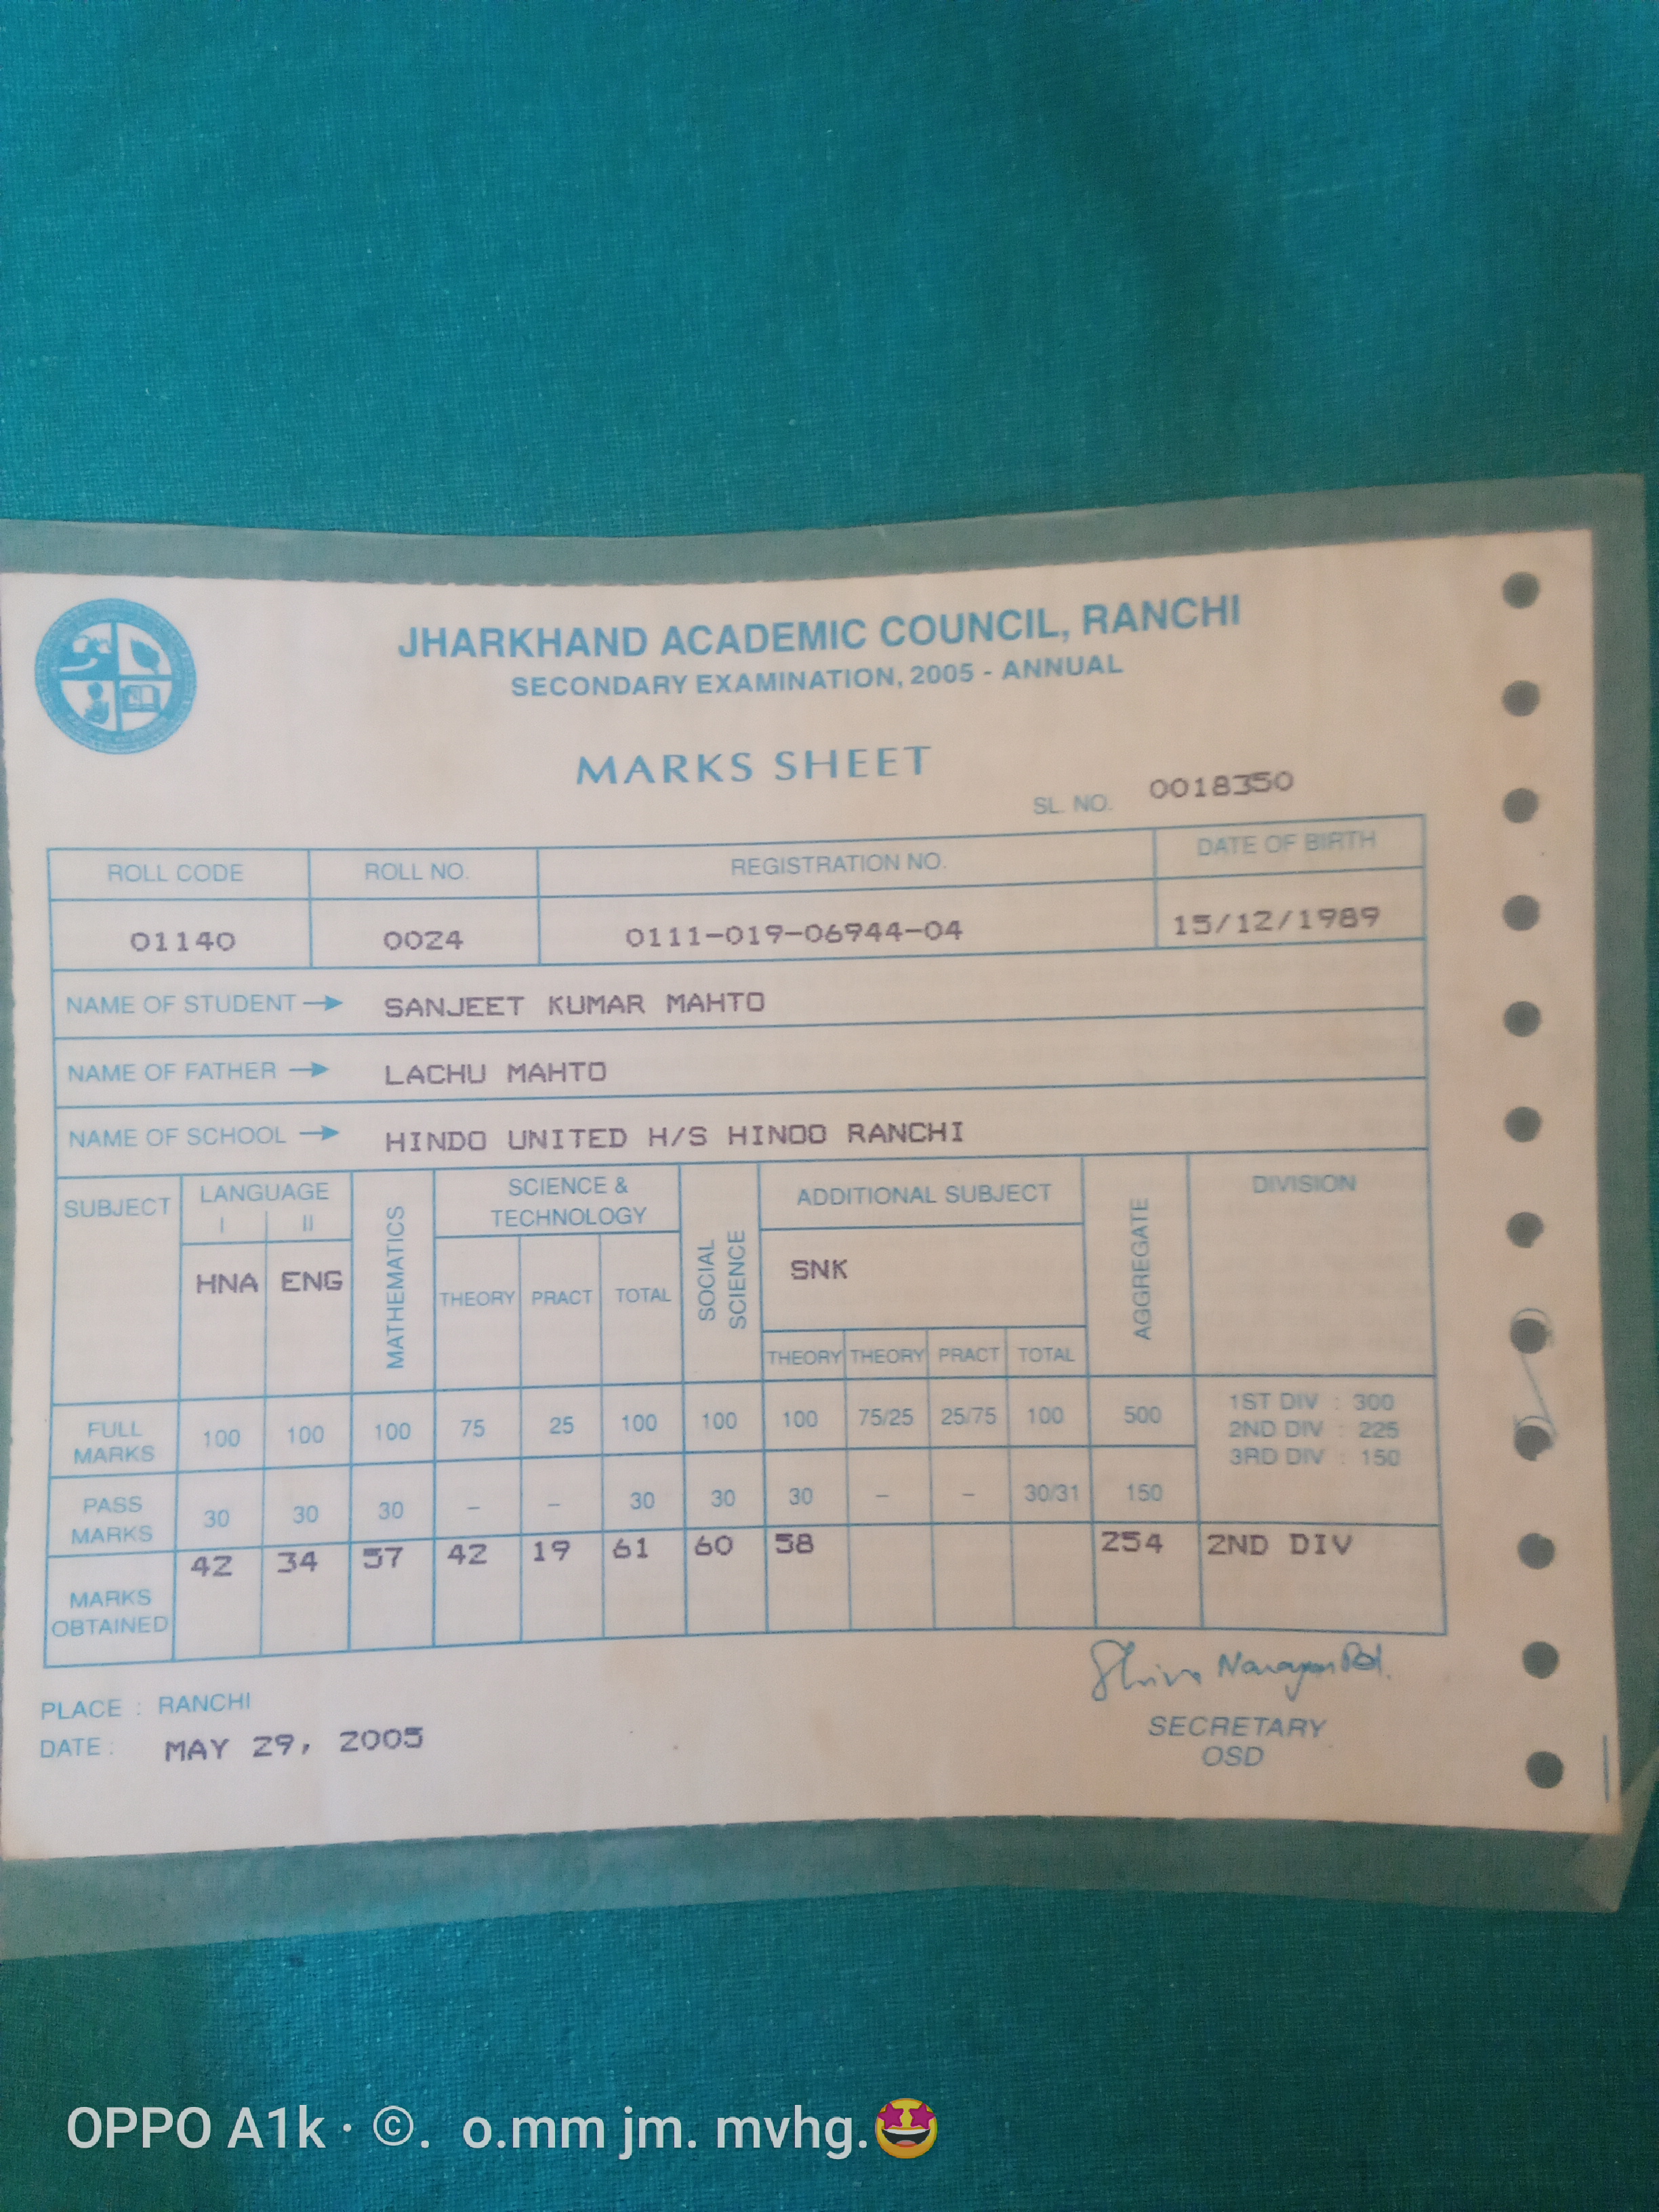 JHARKHAND ACADEMIC COUNCIL, RANCHI
SECONDARY EXAMINATION, 2005 - ANNUAL
MARKS SHEET
SL. NO. 0018350
ROLL CODE ROLL NO. REGISTRATION NO. DATE OF BIRTH
01140 0024 0111-019-06944-04 15/12/1989
NAME OF STUDENT → SANJEET KUMAR MAHTO
NAME OF FATHER → LACHU MAHTO
NAME OF SCHOOL → HINDO UNITED H/S HINOO RANCHI
SUBJECT LANGUAGE MATHEMATICS SCIENCE & TECHNOLOGY SOCIAL SCIENCE ADDITIONAL SUBJECT AGGREGATE DIVISION
I II
HNA ENG THEORY PRACT TOTAL SNK
THEORY THEORY PRACT TOTAL
FULL MARKS 100 100 100 75 25 100 100 100 75/25 25/75 100 500
1ST DIV : 300
2ND DIV : 225
3RD DIV : 150
PASS MARKS 30 30 30 – – 30 30 30 – – 30/31 150
MARKS OBTAINED 42 34 57 42 19 61 60 58 254 2ND DIV
PLACE : RANCHI
DATE : MAY 29, 2005
SECRETARY
OSD
OPPO A1k · ©. o.mm jm. mvhg.🤩